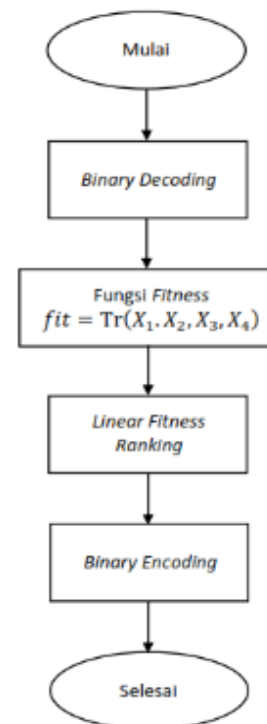 Mulai
Binary Decoding
Fungsi Fitness
fit = Tr(X₁. X₂, X₃, X₄)
Linear Fitness
Ranking
Binary Encoding
Selesai